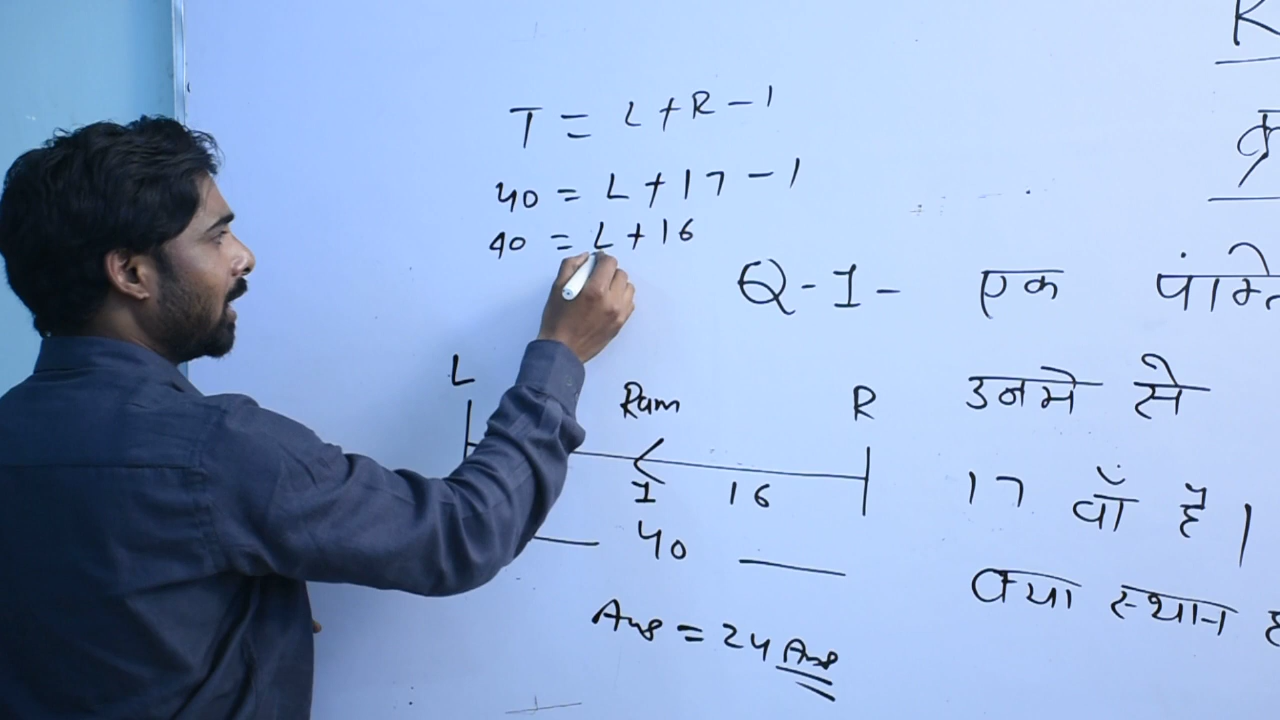 T = L + R - 1
40 = L + 17 - 1
40 = L + 16
Q-1- एक
उनमे से
17 वाँ है।
क्या स्थान
L Ram R
1 16
40
Ans = 24 Ans